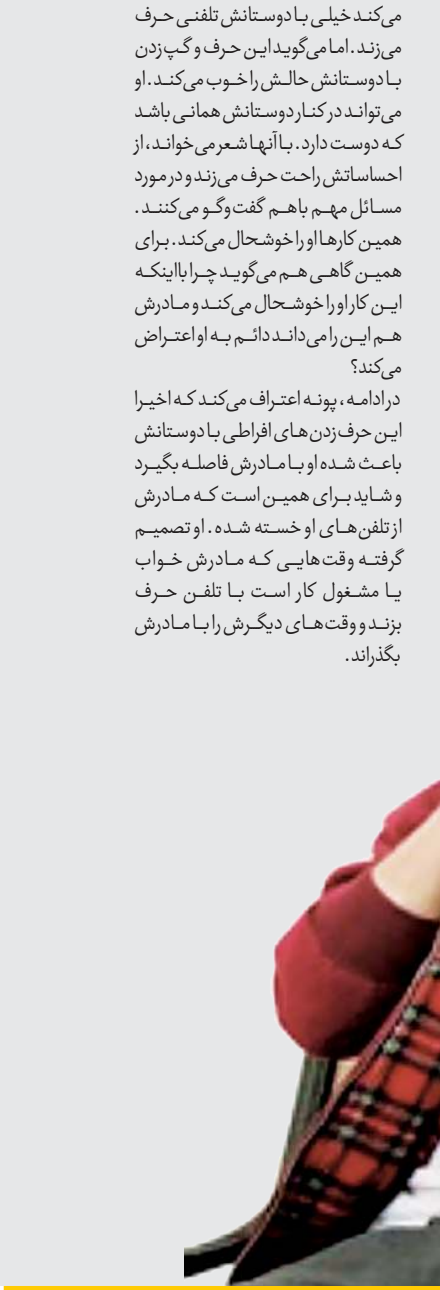 می‌کند خیلی با دوستانش تلفنی حرف
می‌زند. اما می‌گوید این حرف و گپ‌زدن
با دوستانش حالش را خوب می‌کند. او
می‌تواند در کنار دوستانش همانی باشد
که دوست دارد. با آنها شعر می‌خواند، از
احساساتش راحت حرف می‌زند و در مورد
مسائل مهم باهم گفت‌وگو می‌کنند.
همین کارها او را خوشحال می‌کند. برای
همین گاهی هم می‌گوید چرا بااینکه
این کار او را خوشحال می‌کند و مادرش
هم این را می‌داند دائم به او اعتراض
می‌کند؟
در ادامه، پونه اعتراف می‌کند که اخیرا
این حرف‌زدن‌های افراطی با دوستانش
باعث شده او با مادرش فاصله بگیرد
و شاید برای همین است که مادرش
از تلفن‌های او خسته شده. او تصمیم
گرفته وقت‌هایی که مادرش خواب
یا مشغول کار است با تلفن حرف
بزند و وقت‌های دیگرش را با مادرش
بگذراند.